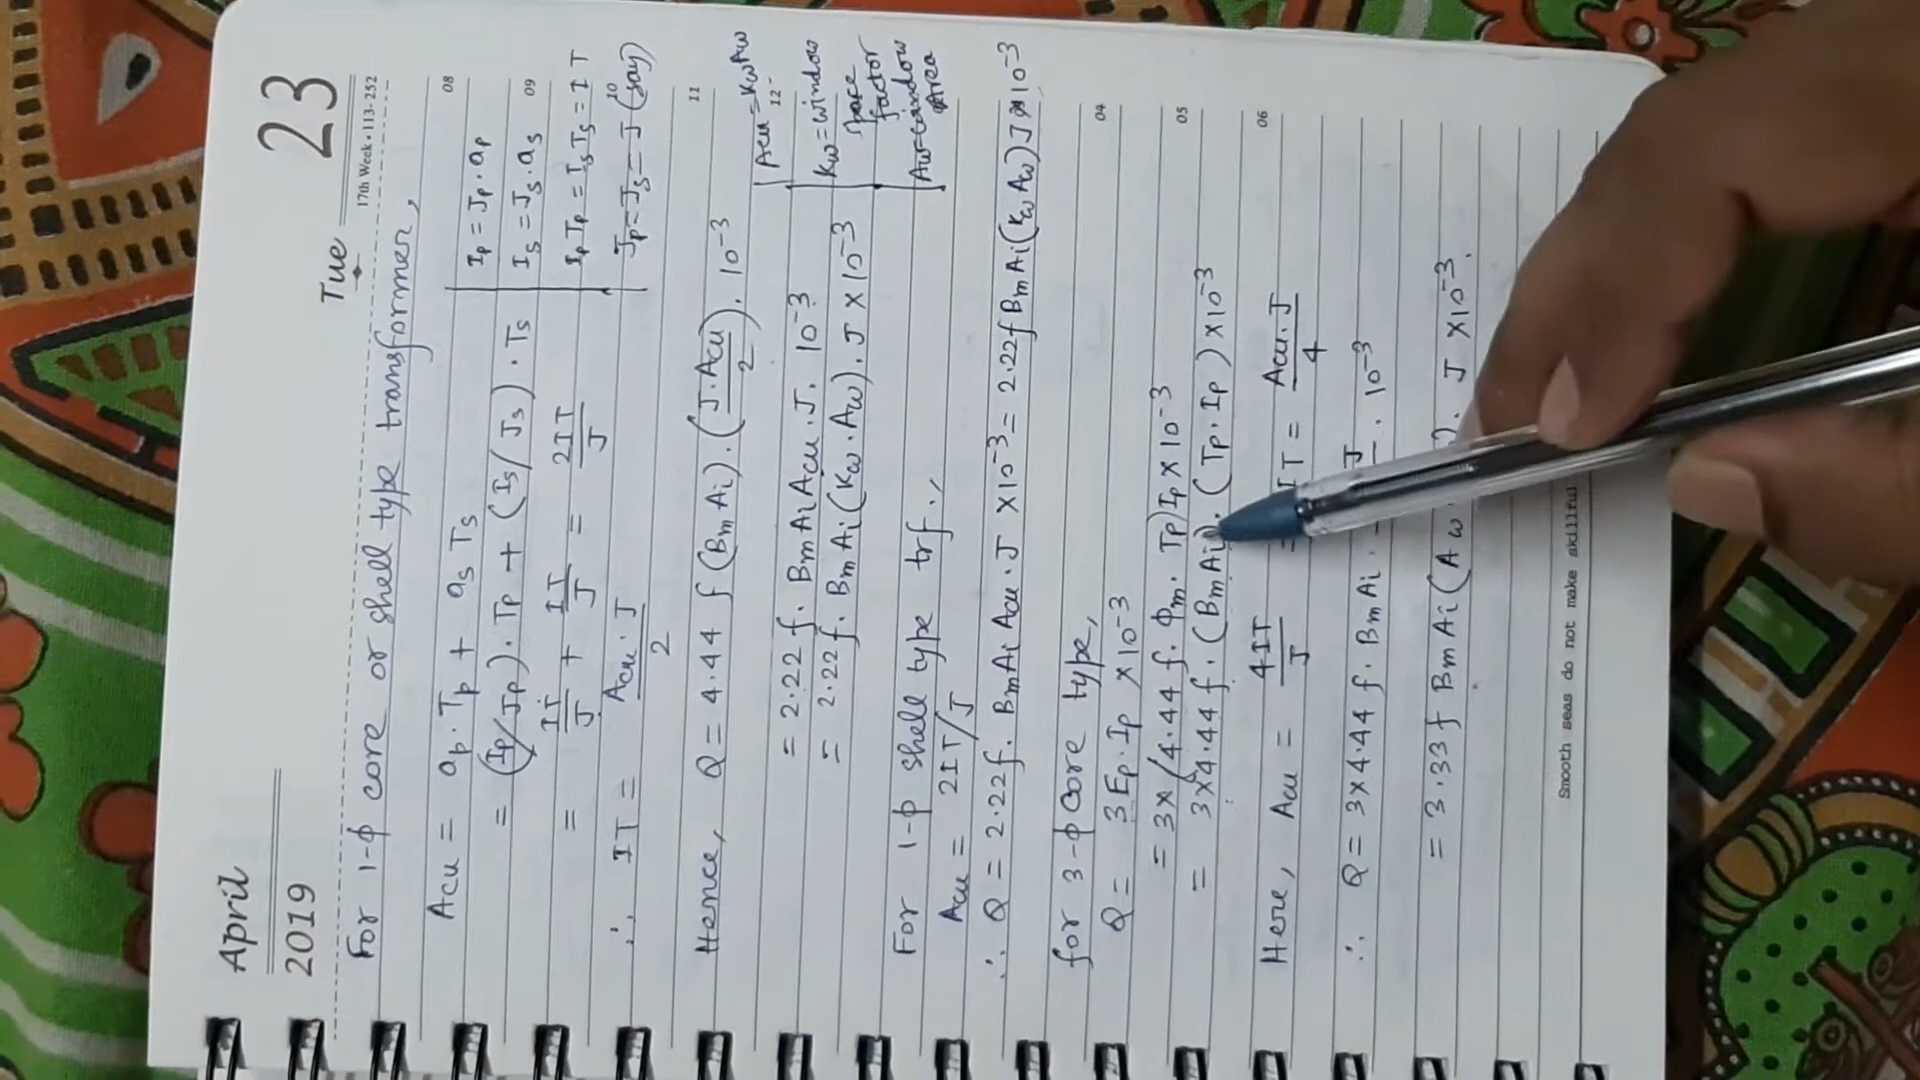 April
2019
Tue
23
17th Week • 113-252
For 1-ϕ core or shell type transformer,
08
Acu = ap. Tp + as Ts
Ip = Jp. ap
09
= (Ip/Jp). Tp + (Is/Js). Ts
Is = Js. as
= IT/J + IT/J = 2IT/J
Ip Tp = Is Ts = IT
10
∴ IT = Acu. J/2
Jp = Js = J (say)
11
Hence, Q = 4.44 f (Bm Ai). (J. Acu/2). 10⁻³
Acu = Kw Aw
12
= 2.22 f. Bm Ai Acu. J. 10⁻³
Kw = window
space
= 2.22 f. Bm Ai (Kw. Aw). J × 10⁻³
factor
For 1-ϕ shell type trf.,
Aw = window
Area
Acu = 2IT/J
∴ Q = 2.22 f. Bm Ai Acu. J × 10⁻³ = 2.22 f Bm Ai (Kw Aw) J × 10⁻³
for 3-ϕ core type,
04
Q = 3 Ep. Ip × 10⁻³
= 3 × (4.44 f. Φm. Tp) Ip × 10⁻³
05
= 3 × 4.44 f. (Bm Ai). (Tp. Ip) × 10⁻³
06
Here, Acu = 4IT/J IT = Acu. J/4
∴ Q = 3 × 4.44 f. Bm Ai. J . 10⁻³
= 3.33 f Bm Ai (Aw . J × 10⁻³.
Smooth seas do not make skillful